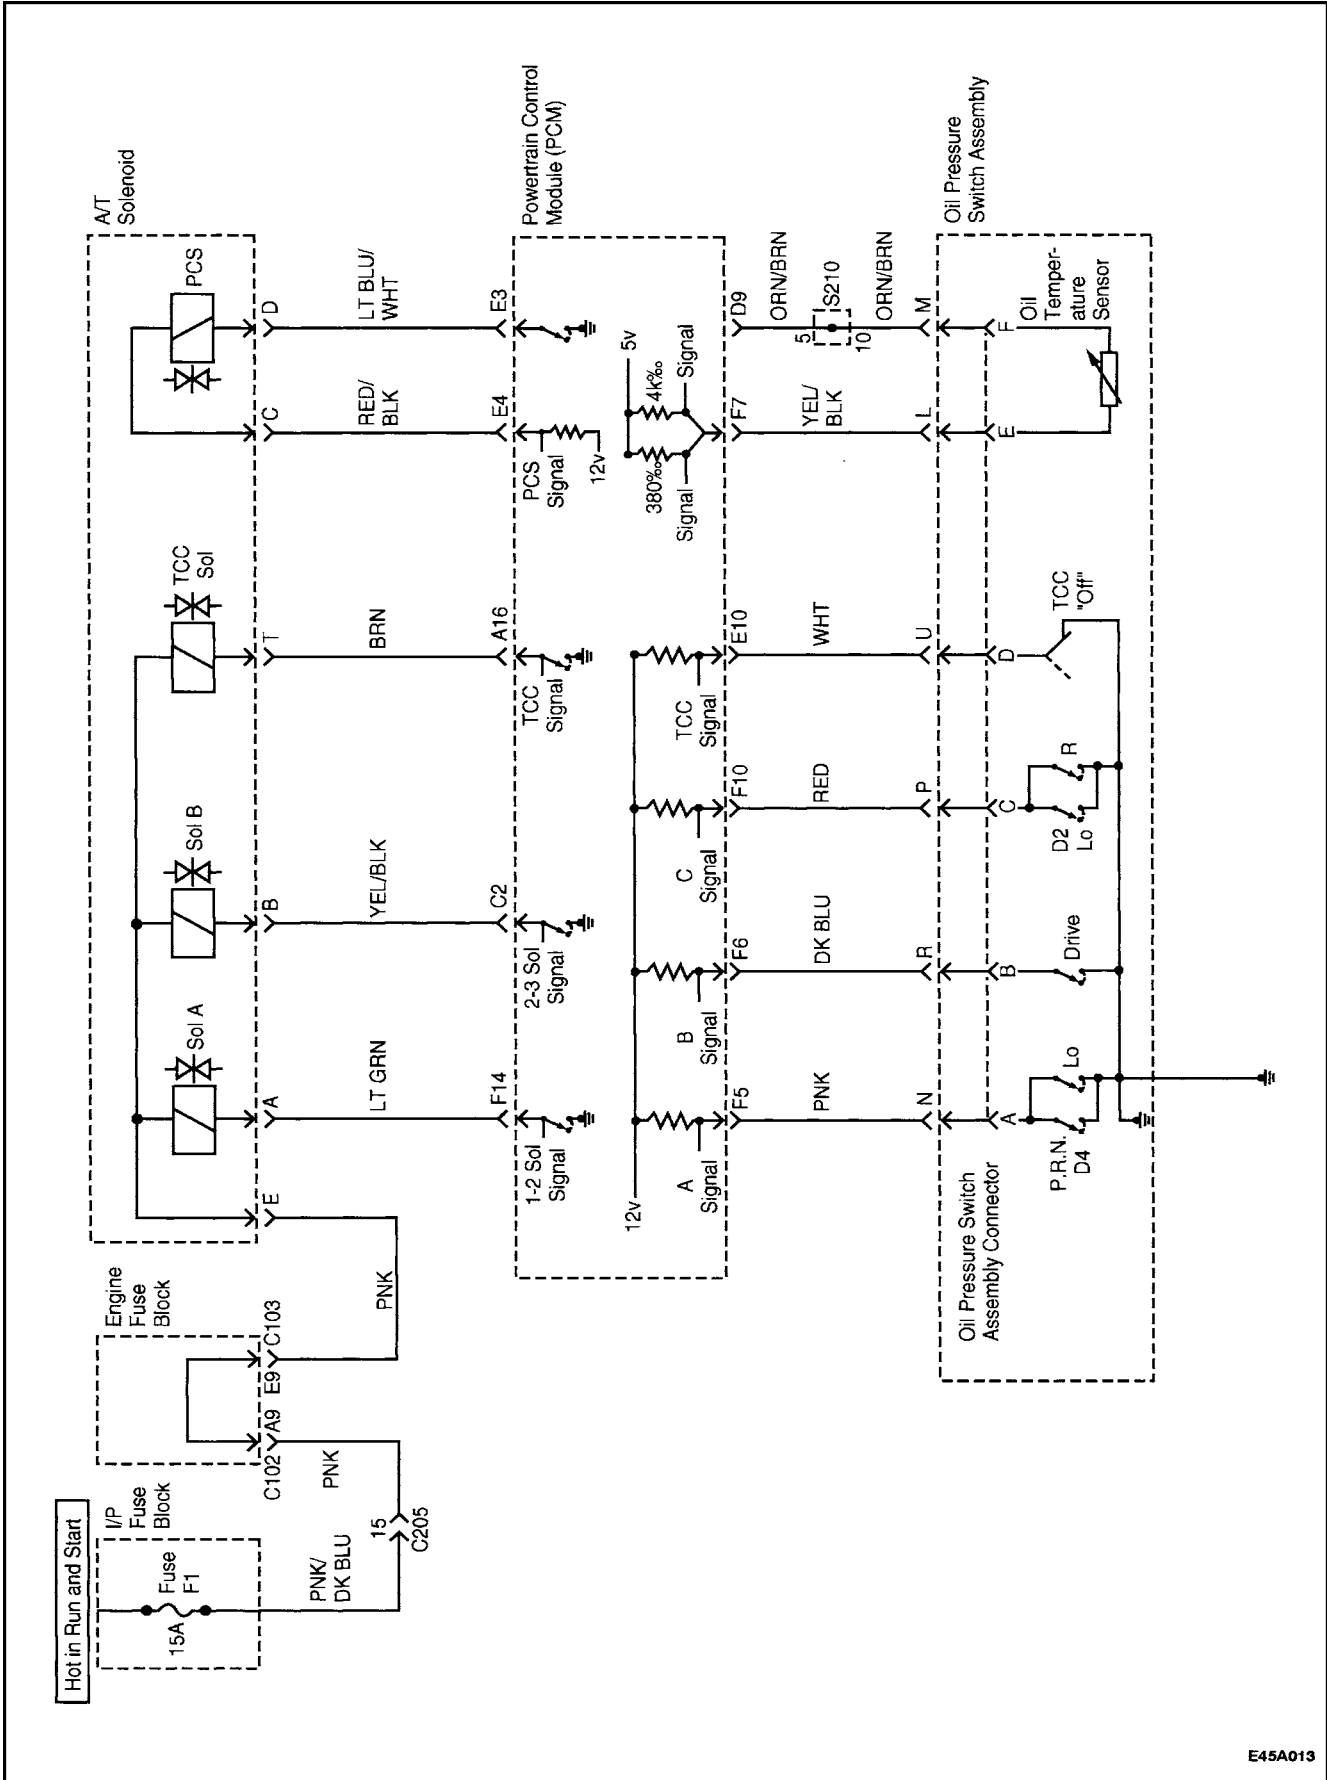 Hot in Run and Start
I/P
Fuse
Block
15A
Fuse
F1
PNK/
DK BLU
15
C205
PNK
Engine
Fuse
Block
C102
A9
E9
C103
PNK
A/T
Solenoid
E
Sol A
A
LT GRN
F14
Sol B
B
YEL/BLK
C2
TCC
Sol
T
BRN
A16
PCS
C
RED/
BLK
E4
D
LT BLU/
WHT
E3
Powertrain Control
Module (PCM)
1-2 Sol
Signal
2-3 Sol
Signal
TCC
Signal
PCS
Signal
12v
12v
A
Signal
B
Signal
C
Signal
TCC
Signal
380‰
Signal
4k‰
Signal
5v
F5
PNK
N
F6
DK BLU
R
F10
RED
P
E10
WHT
U
F7
YEL/
BLK
L
D9
ORN/BRN
5
S210
10
ORN/BRN
M
Oil Pressure
Switch Assembly
Oil Pressure Switch
Assembly Connector
A
P.R.N.
D4
Lo
B
Drive
C
D2
Lo
R
D
TCC
"Off"
E
F
Oil
Temper-
ature
Sensor
E45A013